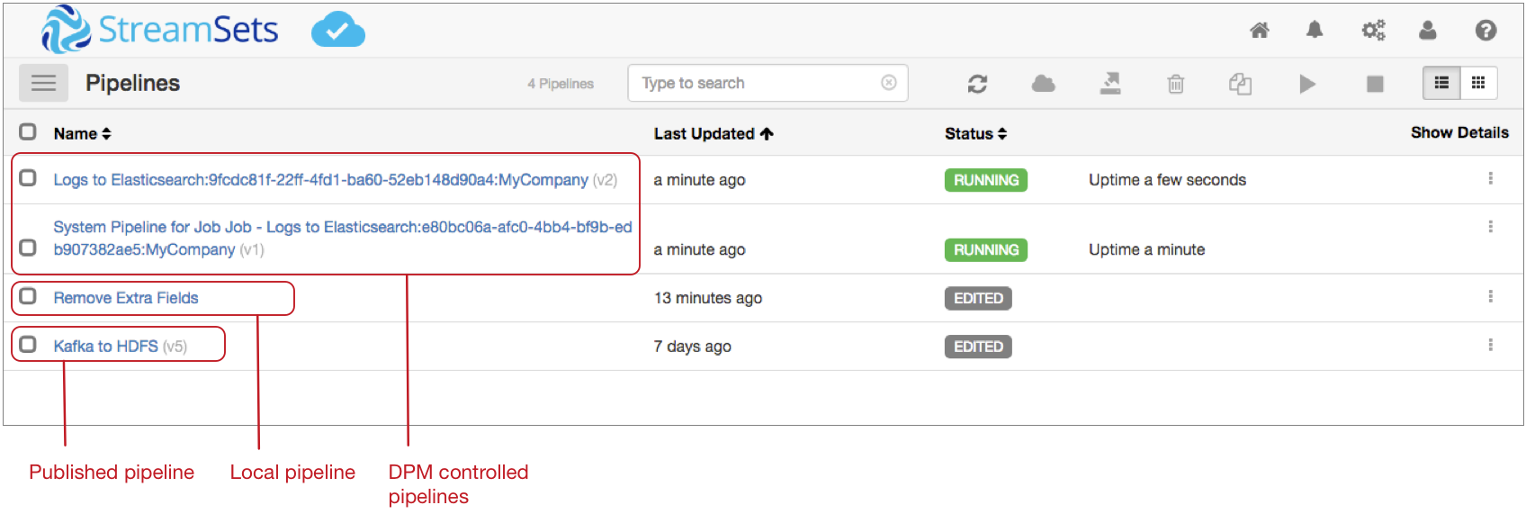 StreamSets
Pipelines 4 Pipelines Type to search
Name Last Updated Status Show Details
Logs to Elasticsearch:9fcdc81f-22ff-4fd1-ba60-52eb148d90a4:MyCompany (v2) a minute ago RUNNING Uptime a few seconds
System Pipeline for Job Job - Logs to Elasticsearch:e80bc06a-afc0-4bb4-bf9b-ed
b907382ae5:MyCompany (v1) a minute ago RUNNING Uptime a minute
Remove Extra Fields 13 minutes ago EDITED
Kafka to HDFS (v5) 7 days ago EDITED
Published pipeline Local pipeline DPM controlled
pipelines